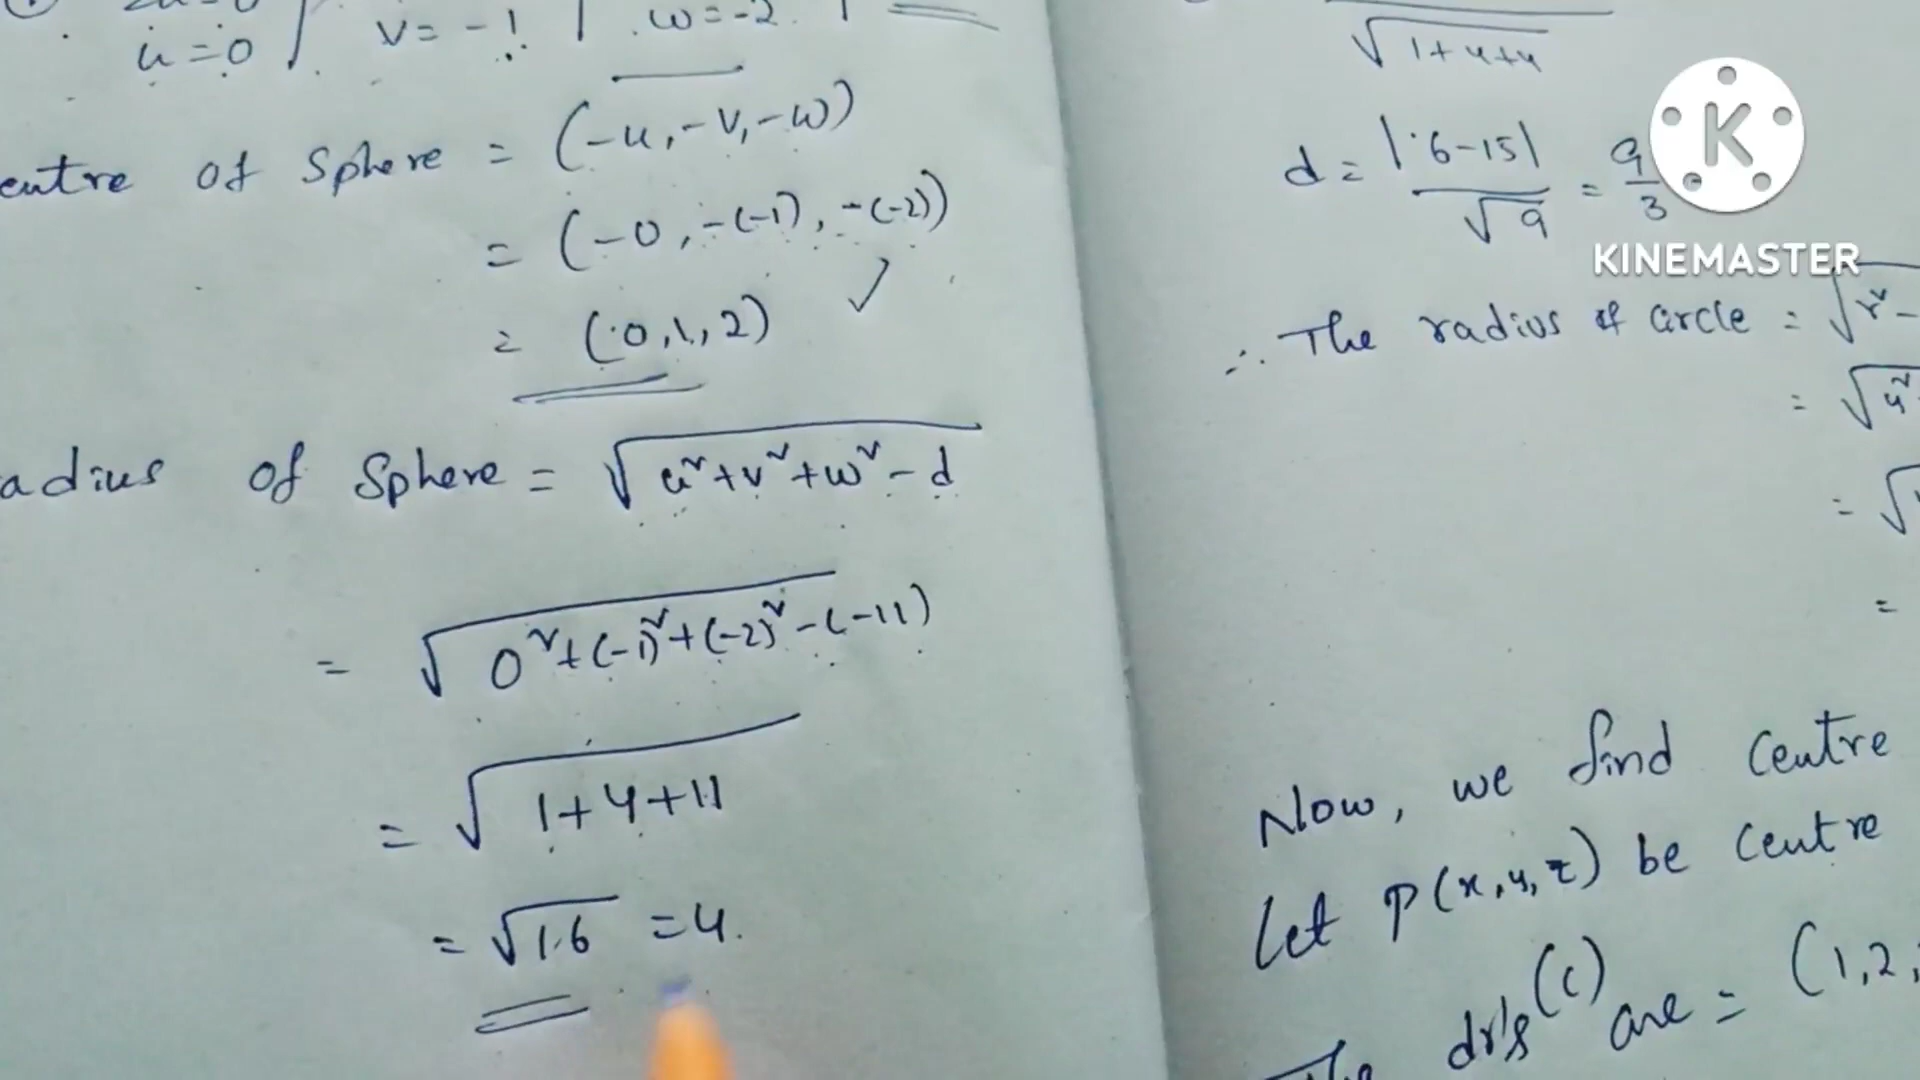 u=0 | v=-1 | w=-2 |
entre of Sphere = (-u, -v, -w)
= (-0, -(-1), -(-2)) ✓
= (0,1,2)
adius of Sphere = √u²+v²+w²-d
= √0²+(-1)²+(-2)²-(-11)
= √1+4+11
= √16 =4.
√1+4+4
d = |6-15| / √9 = 9/3
KINEMASTER
∴ The radius of circle = √r²-
= √4²
= √
=
Now, we find centre
Let P(x,y,z) be centre
The dr's (c) are = (1,2,